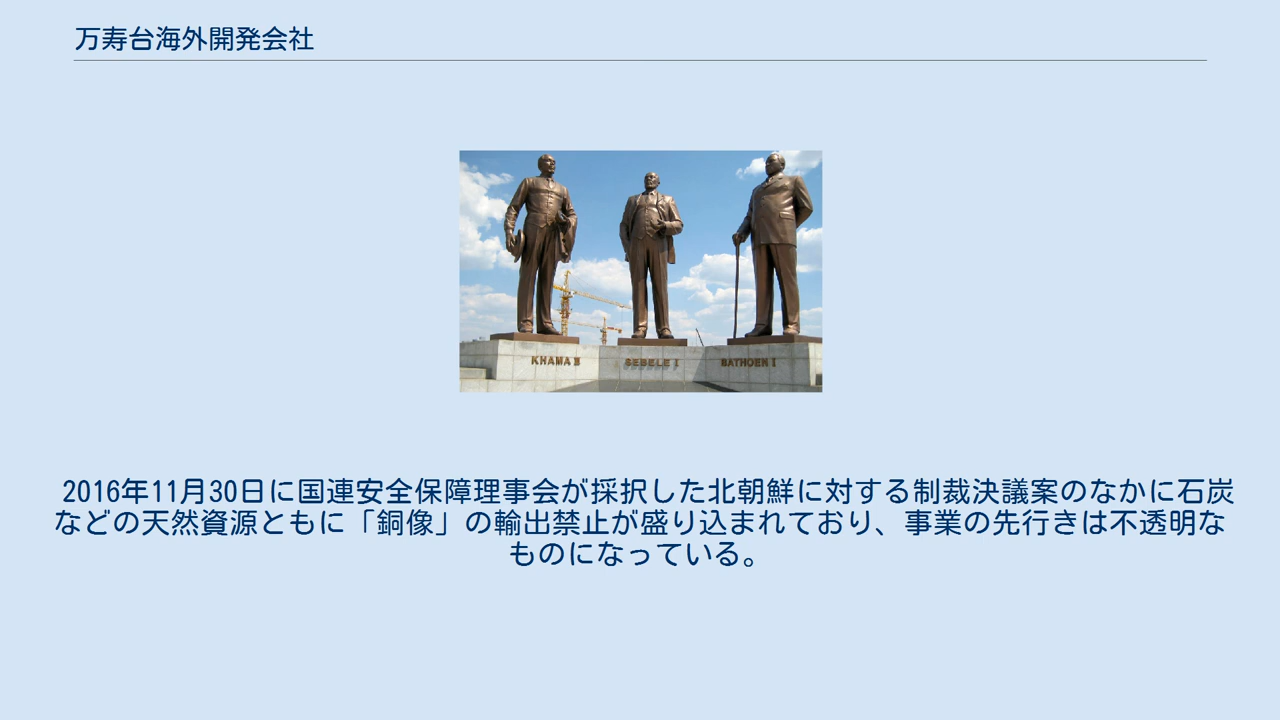 万寿台海外開発会社
KHAMA III
SEBELE I
BATHOEN I
2016年11月30日に国連安全保障理事会が採択した北朝鮮に対する制裁決議案のなかに石炭
などの天然資源ともに「銅像」の輸出禁止が盛り込まれており、事業の先行きは不透明な
ものになっている。